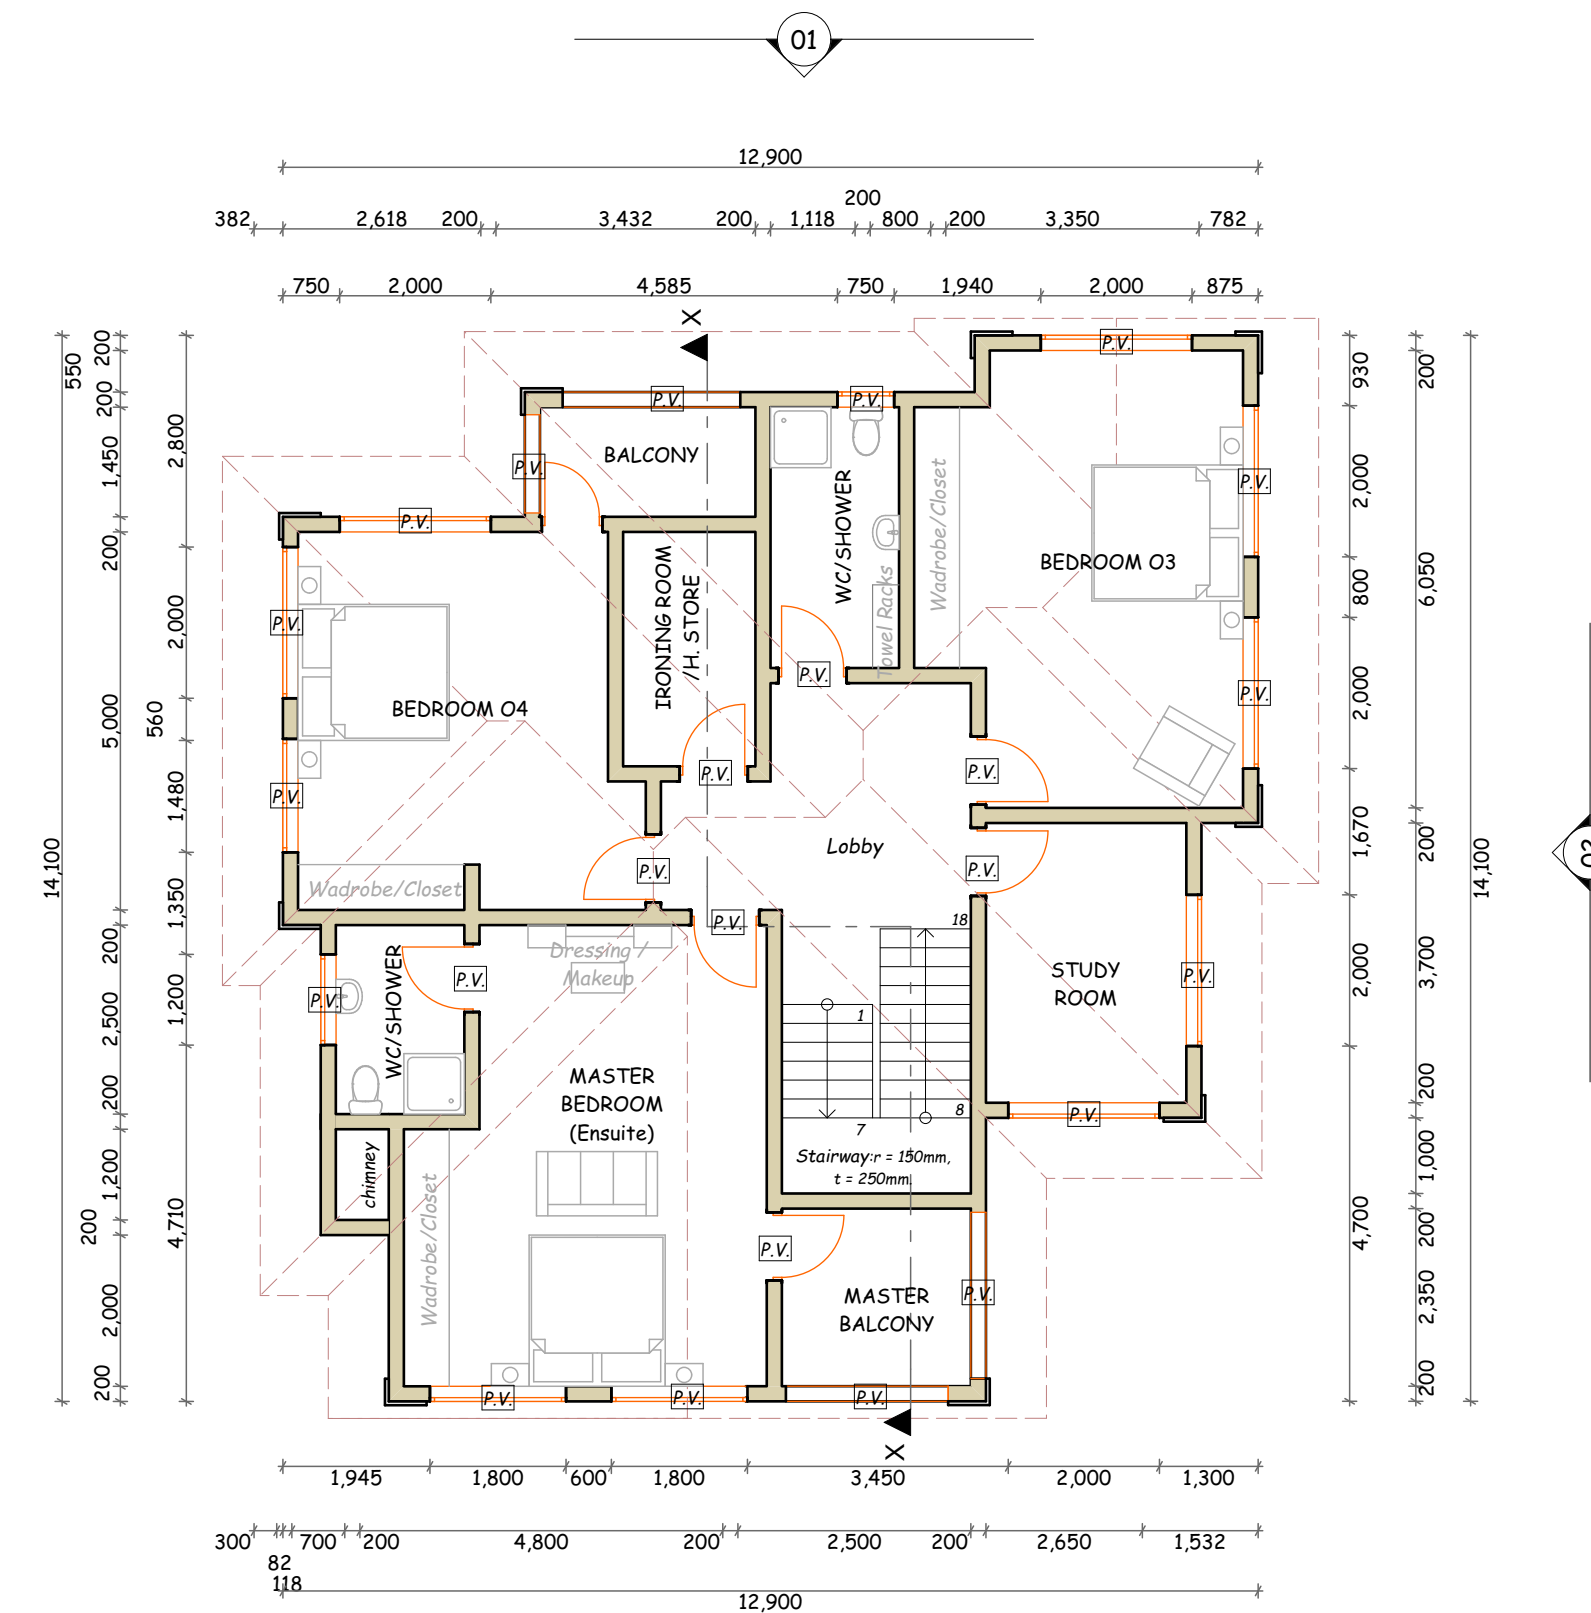 01
12,900
200
382 2,618 200 3,432 200 1,118 800 200 3,350 782
750 2,000 4,585 750 1,940 2,000 875
X
14,100
550
200
200
1,450
200
5,000
200
2,500
200
1,100
200
2,000
200
2,800
2,000
560
1,480
1,350
1,200
4,710
P.V.
P.V.
P.V.
P.V.
BALCONY
P.V.
P.V.
WC/SHOWER
Towel Racks
Wadrobe/Closet
BEDROOM 03
P.V.
P.V.
IRONING ROOM
/H. STORE
P.V.
P.V.
P.V.
BEDROOM 04
P.V.
P.V.
P.V.
Lobby
P.V.
Wadrobe/Closet
P.V.
18
Dressing /
Makeup
WC/SHOWER
P.V.
P.V.
STUDY
ROOM
P.V.
1
8
7
P.V.
MASTER
BEDROOM
(Ensuite)
Stairway:r = 150mm,
t = 250mm.
chimney
Wadrobe/Closet
P.V.
MASTER
BALCONY
P.V.
P.V.
P.V.
P.V.
X
930
2,000
800
2,000
1,670
2,000
4,700
200
6,050
200
3,700
200
1,000
200
2,350
200
14,100
02
1,945 1,800 600 1,800 3,450 2,000 1,300
300 700 200 4,800 200 2,500 200 2,650 1,532
82
118
12,900